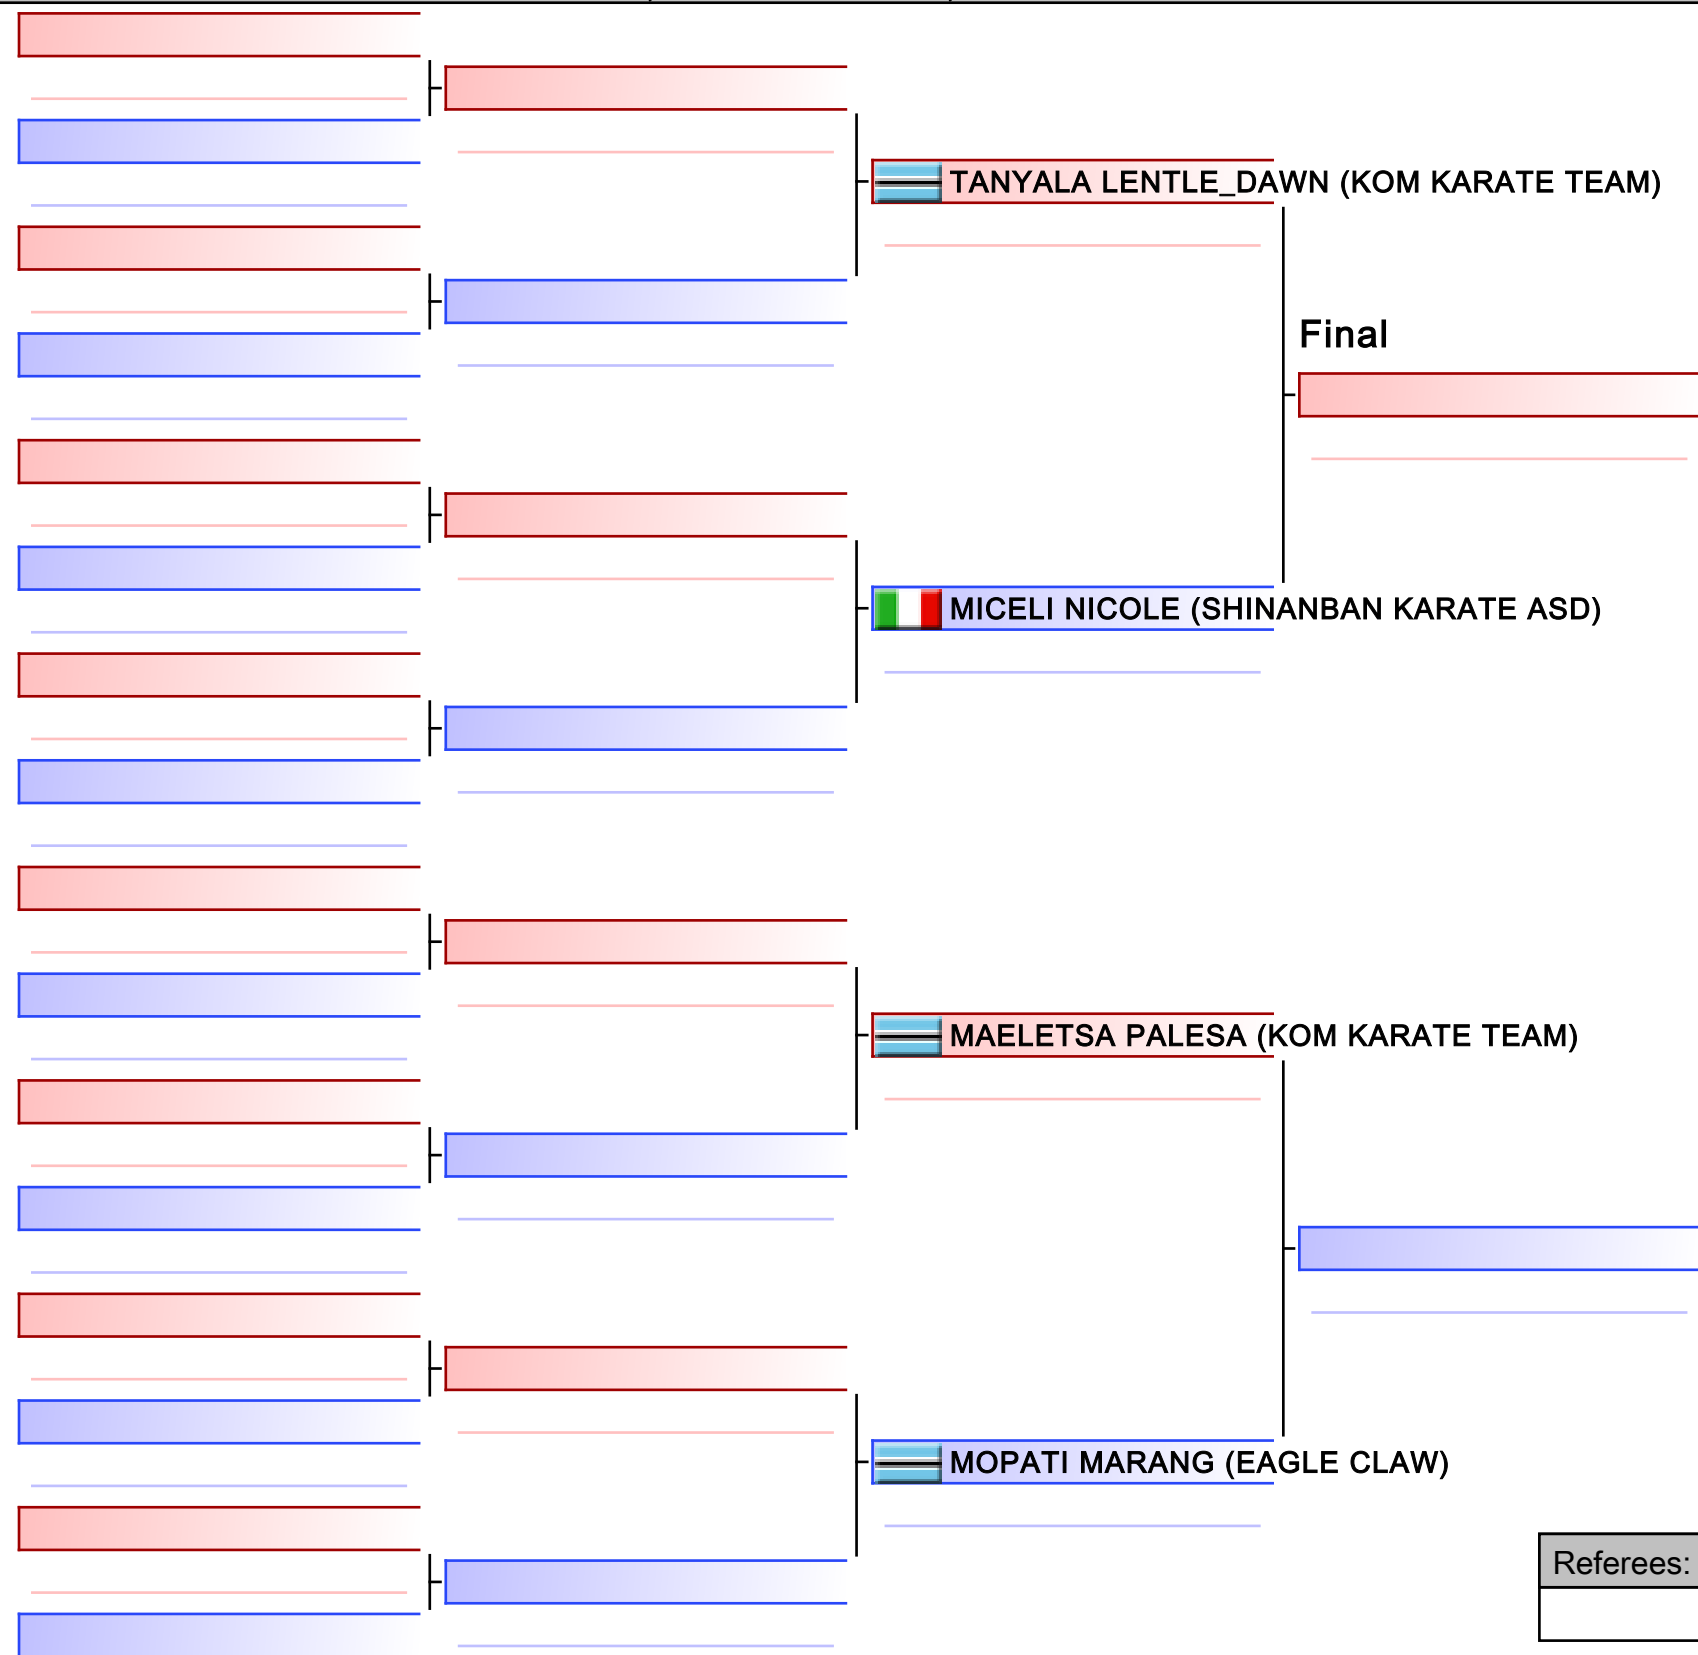 TANYALA LENTLE_DAWN (KOM KARATE TEAM)
Final
MICELI NICOLE (SHINANBAN KARATE ASD)
MAELETSA PALESA (KOM KARATE TEAM)
MOPATI MARANG (EAGLE CLAW)
Referees: